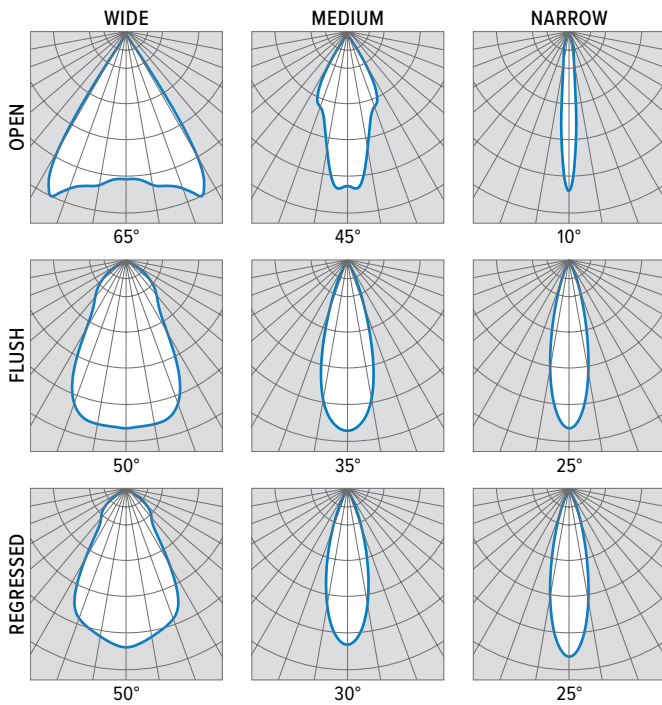 WIDE MEDIUM NARROW
OPEN
65° 45° 10°
FLUSH
50° 35° 25°
REGRESSED
50° 30° 25°